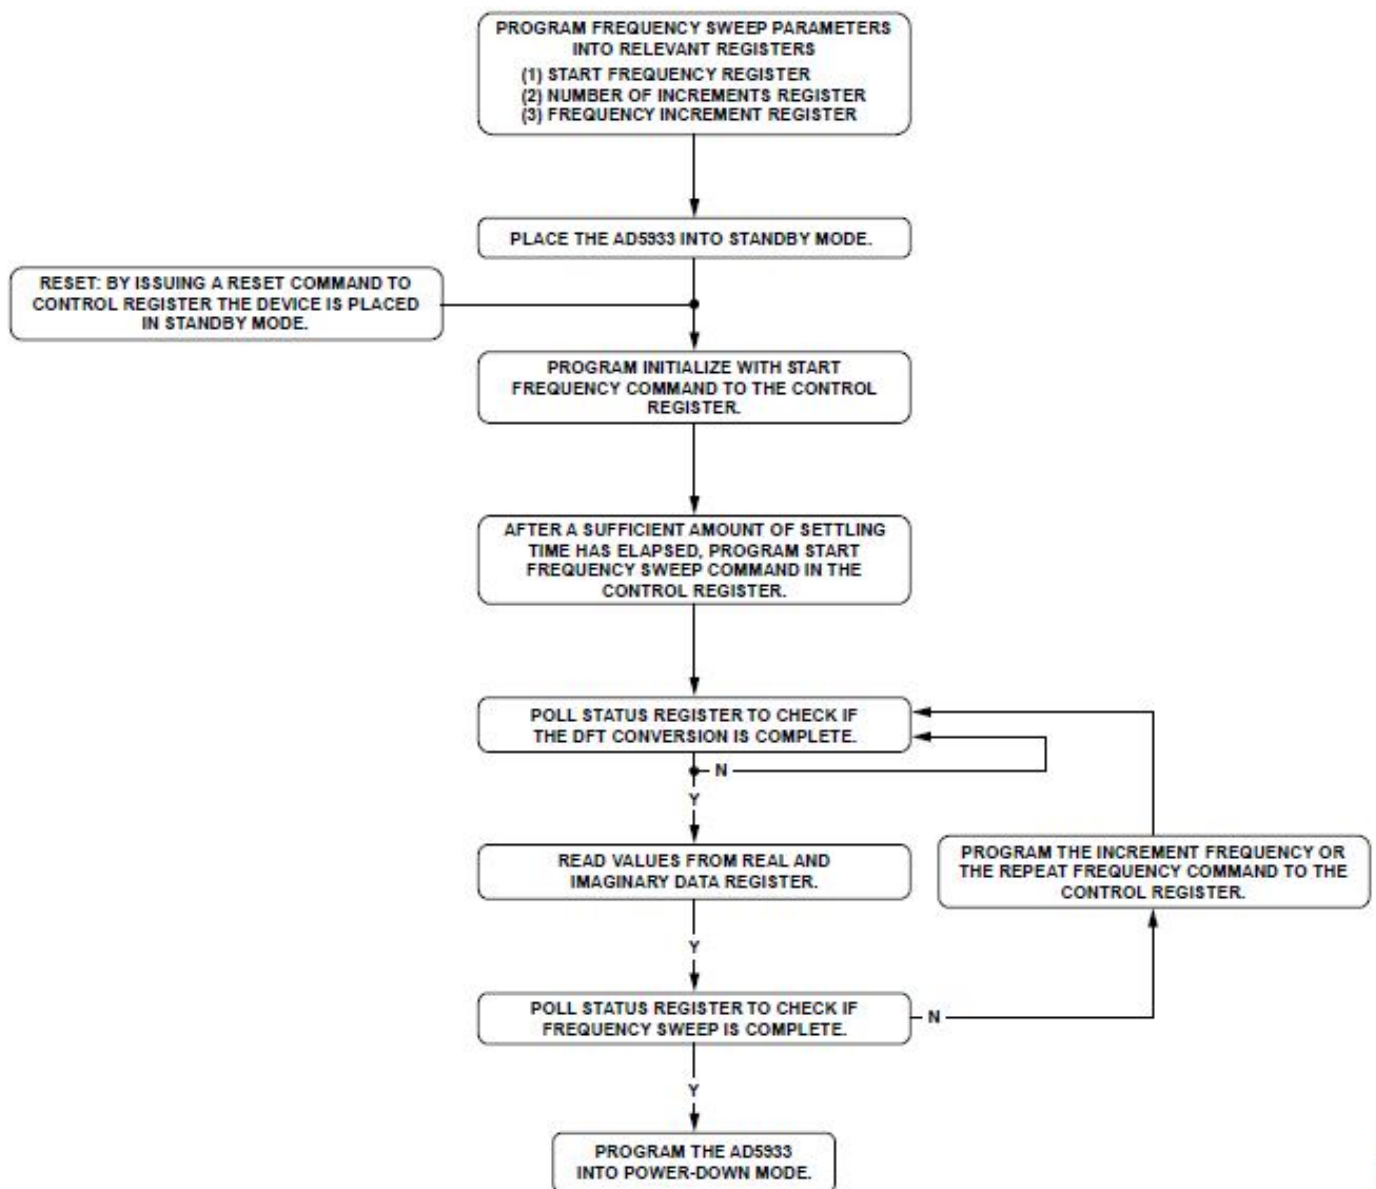 PROGRAM FREQUENCY SWEEP PARAMETERS
INTO RELEVANT REGISTERS
(1) START FREQUENCY REGISTER
(2) NUMBER OF INCREMENTS REGISTER
(3) FREQUENCY INCREMENT REGISTER
PLACE THE AD5933 INTO STANDBY MODE.
RESET: BY ISSUING A RESET COMMAND TO
CONTROL REGISTER THE DEVICE IS PLACED
IN STANDBY MODE.
PROGRAM INITIALIZE WITH START
FREQUENCY COMMAND TO THE CONTROL
REGISTER.
AFTER A SUFFICIENT AMOUNT OF SETTLING
TIME HAS ELAPSED, PROGRAM START
FREQUENCY SWEEP COMMAND IN THE
CONTROL REGISTER.
POLL STATUS REGISTER TO CHECK IF
THE DFT CONVERSION IS COMPLETE.
N
Y
READ VALUES FROM REAL AND
IMAGINARY DATA REGISTER.
PROGRAM THE INCREMENT FREQUENCY OR
THE REPEAT FREQUENCY COMMAND TO THE
CONTROL REGISTER.
Y
POLL STATUS REGISTER TO CHECK IF
FREQUENCY SWEEP IS COMPLETE.
N
Y
PROGRAM THE AD5933
INTO POWER-DOWN MODE.